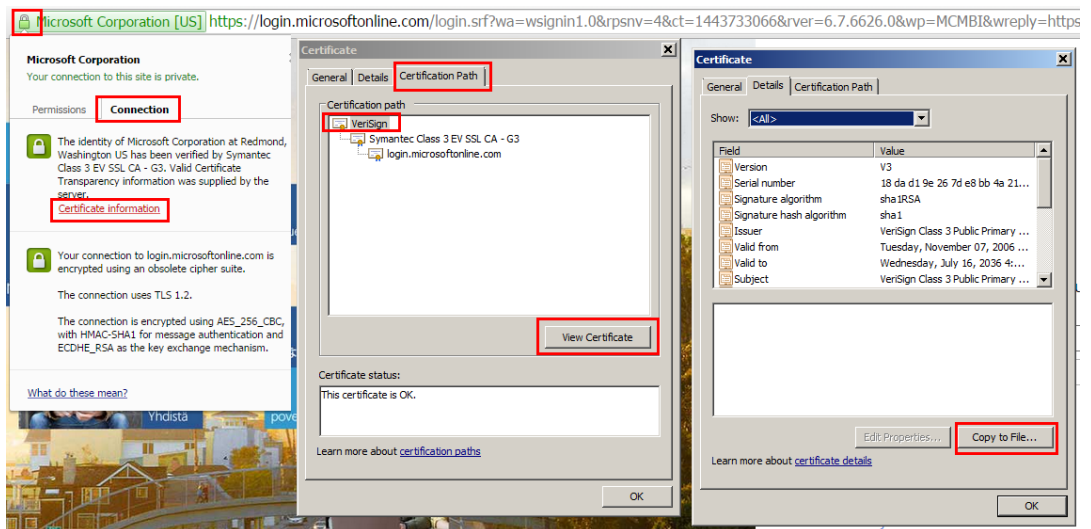 Microsoft Corporation [US] https://login.microsoftonline.com/login.srf?wa=wsignin1.0&rpsnv=4&ct=1443733066&rver=6.7.6626.0&wp=MCMBI&wreply=https
Microsoft Corporation
Your connection to this site is private.
Permissions
Connection
The identity of Microsoft Corporation at Redmond,
Washington US has been verified by Symantec
Class 3 EV SSL CA - G3. Valid Certificate
Transparency information was supplied by the
server.
Certificate information
Your connection to login.microsoftonline.com is
encrypted using an obsolete cipher suite.
The connection uses TLS 1.2.
The connection is encrypted using AES_256_CBC,
with HMAC-SHA1 for message authentication and
ECDHE_RSA as the key exchange mechanism.
What do these mean?
Yhdistä
pove
Certificate
General
Details
Certification Path
Certification path
VeriSign
Symantec Class 3 EV SSL CA - G3
login.microsoftonline.com
View Certificate
Certificate status:
This certificate is OK.
Learn more about certification paths
OK
Certificate
General
Details
Certification Path
Show: <All>
Field Value
Version V3
Serial number 18 da d1 9e 26 7d e8 bb 4a 21...
Signature algorithm sha1RSA
Signature hash algorithm sha1
Issuer VeriSign Class 3 Public Primary ...
Valid from Tuesday, November 07, 2006 ...
Valid to Wednesday, July 16, 2036 4:...
Subject VeriSign Class 3 Public Primary ...
Edit Properties...
Copy to File...
Learn more about certificate details
OK